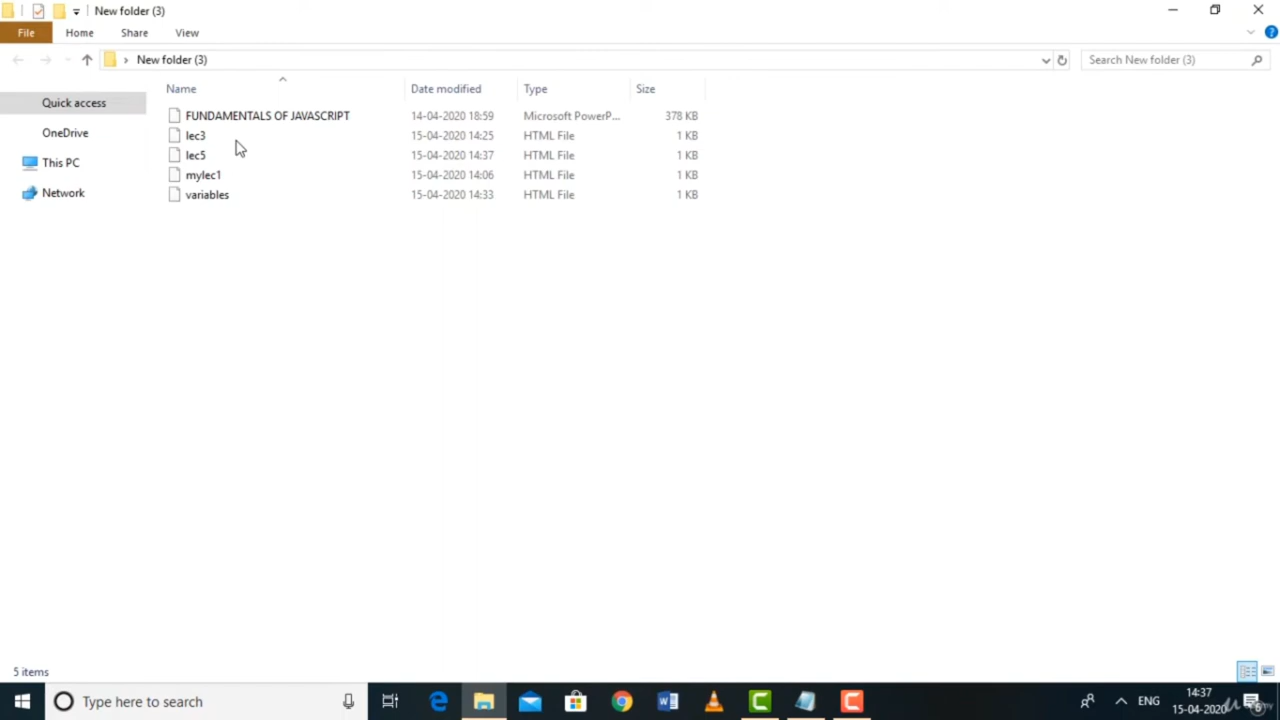 New folder (3)
File Home Share View
New folder (3) Search New folder (3)
Name Date modified Type Size
Quick access
OneDrive
This PC
Network
FUNDAMENTALS OF JAVASCRIPT 14-04-2020 18:59 Microsoft PowerP... 378 KB
lec3 15-04-2020 14:25 HTML File 1 KB
lec5 15-04-2020 14:37 HTML File 1 KB
mylec1 15-04-2020 14:06 HTML File 1 KB
variables 15-04-2020 14:33 HTML File 1 KB
5 items
Type here to search ENG 14:37
15-04-2020